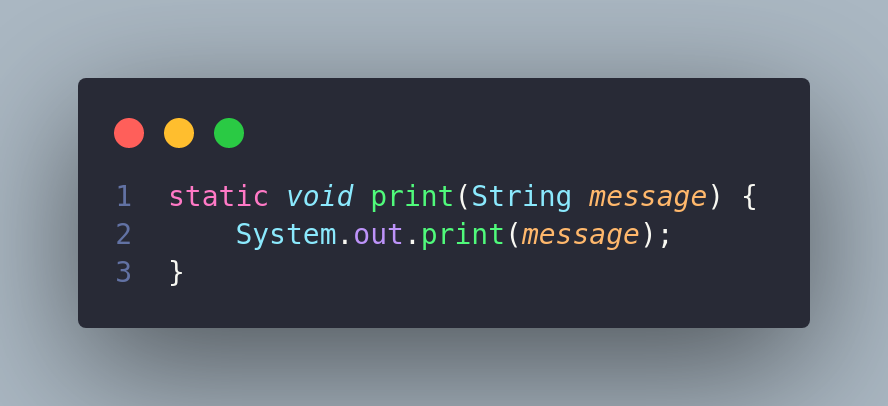 1 static void print(String message) {
2     System.out.print(message);
3 }